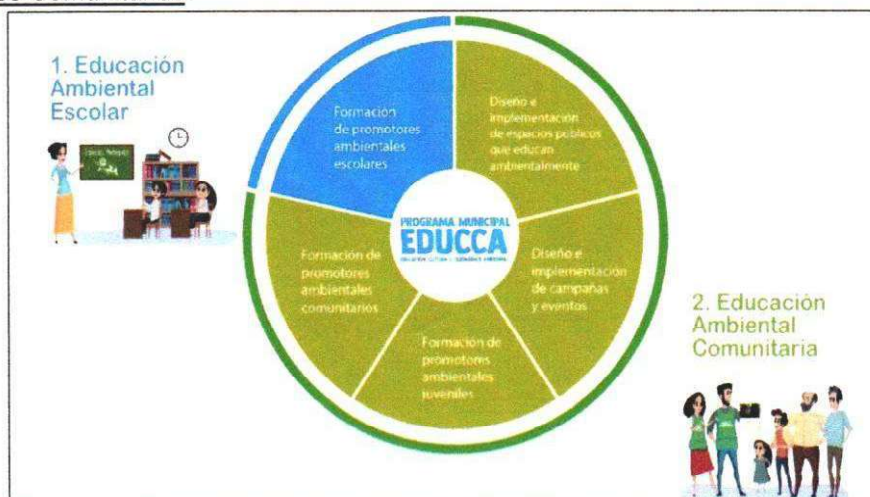 1. Educación
Ambiental
Escolar
Formación
de promotores
ambientales
escolares
Diseño e
implementación
de espacios públicos
que educan
ambientalmente
PROGRAMA MUNICIPAL
EDUCCA
Formación de
promotores
ambientales
comunitarios
Diseño e
implementación
de campañas
y eventos
Formación de
promotores
ambientales
juveniles
2. Educación
Ambiental
Comunitaria